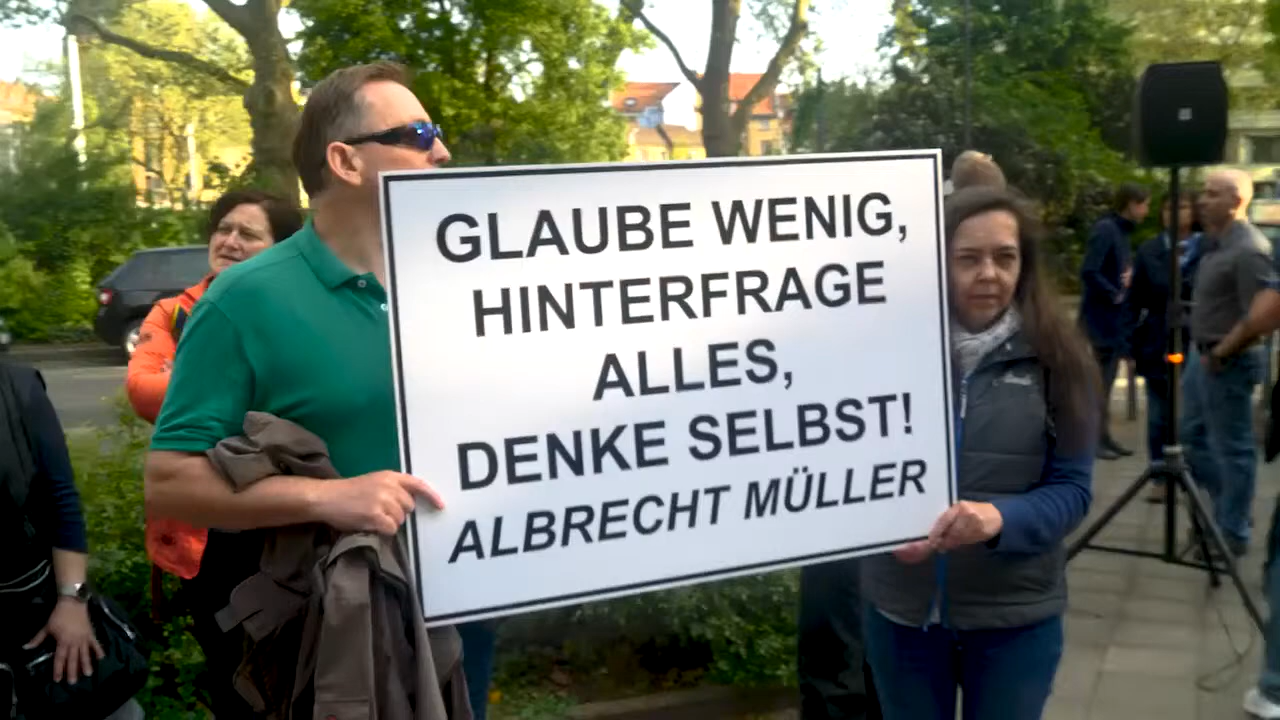 GLAUBE WENIG,
HINTERFRAGE
ALLES,
DENKE SELBST!
ALBRECHT MÜLLER